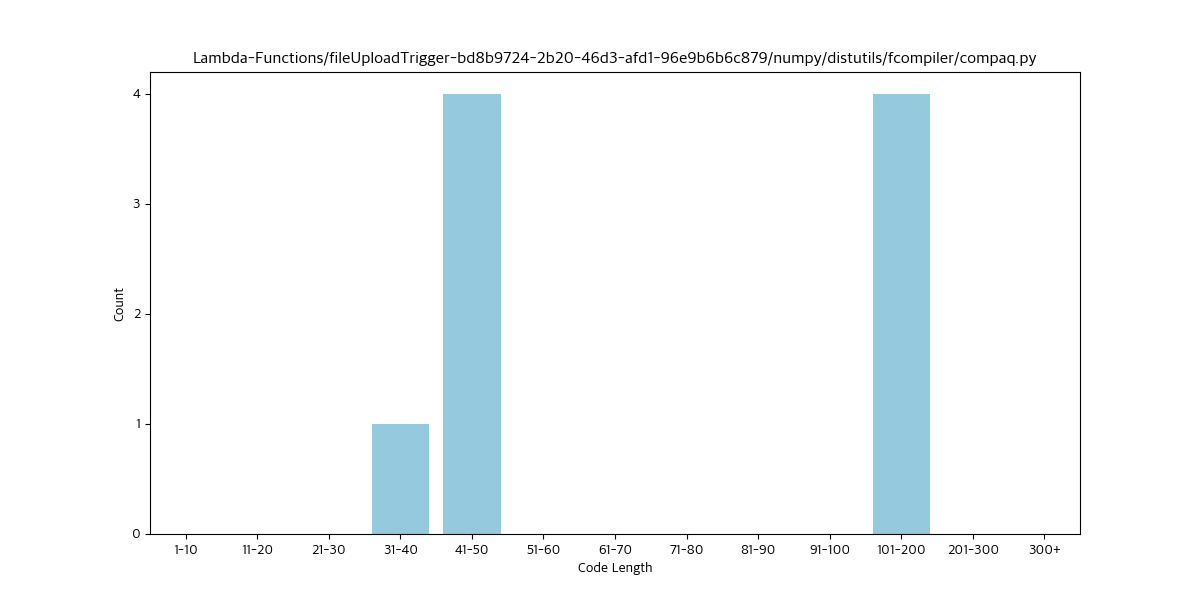 Lambda-Functions/fileUploadTrigger-bd8b9724-2b20-46d3-afd1-96e9b6b6c879/numpy/distutils/fcompiler/compaq.py
4
3
2
1
0
Count
1-10 11-20 21-30 31-40 41-50 51-60 61-70 71-80 81-90 91-100 101-200 201-300 300+
Code Length